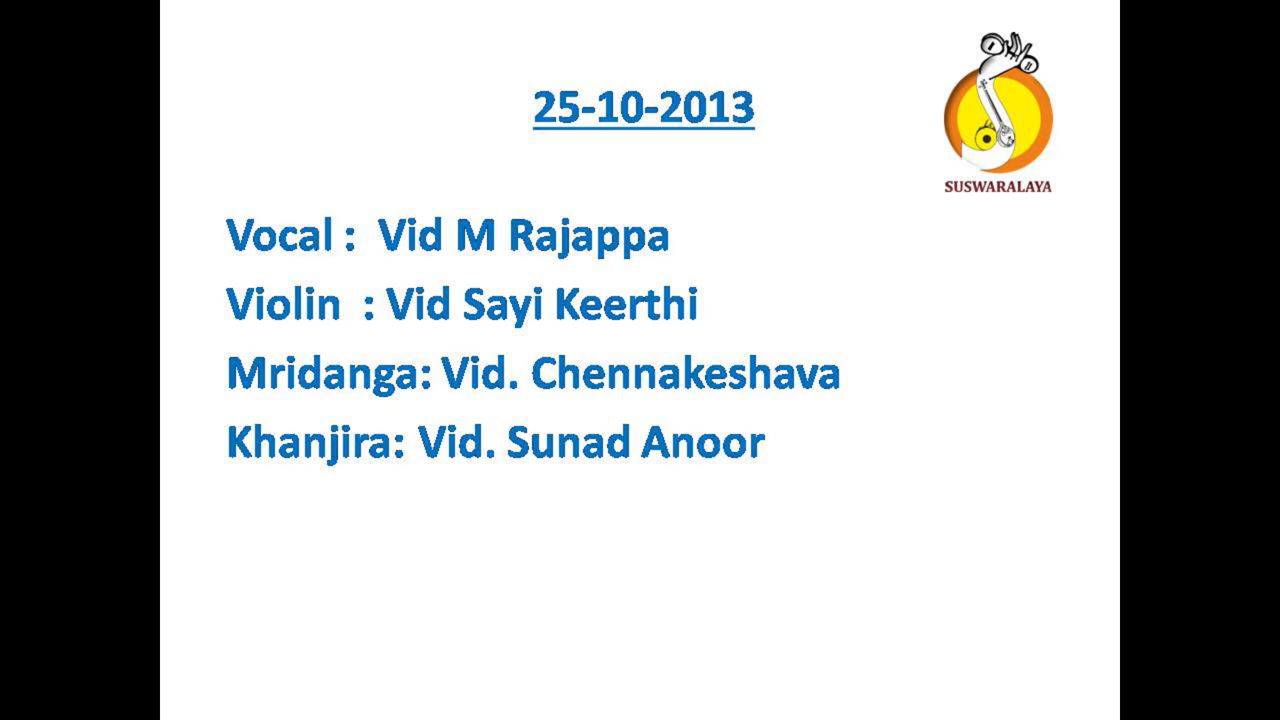 25-10-2013
SUSWARALAYA
Vocal :  Vid M Rajappa
Violin  : Vid Sayi Keerthi
Mridanga: Vid. Chennakeshava
Khanjira: Vid. Sunad Anoor